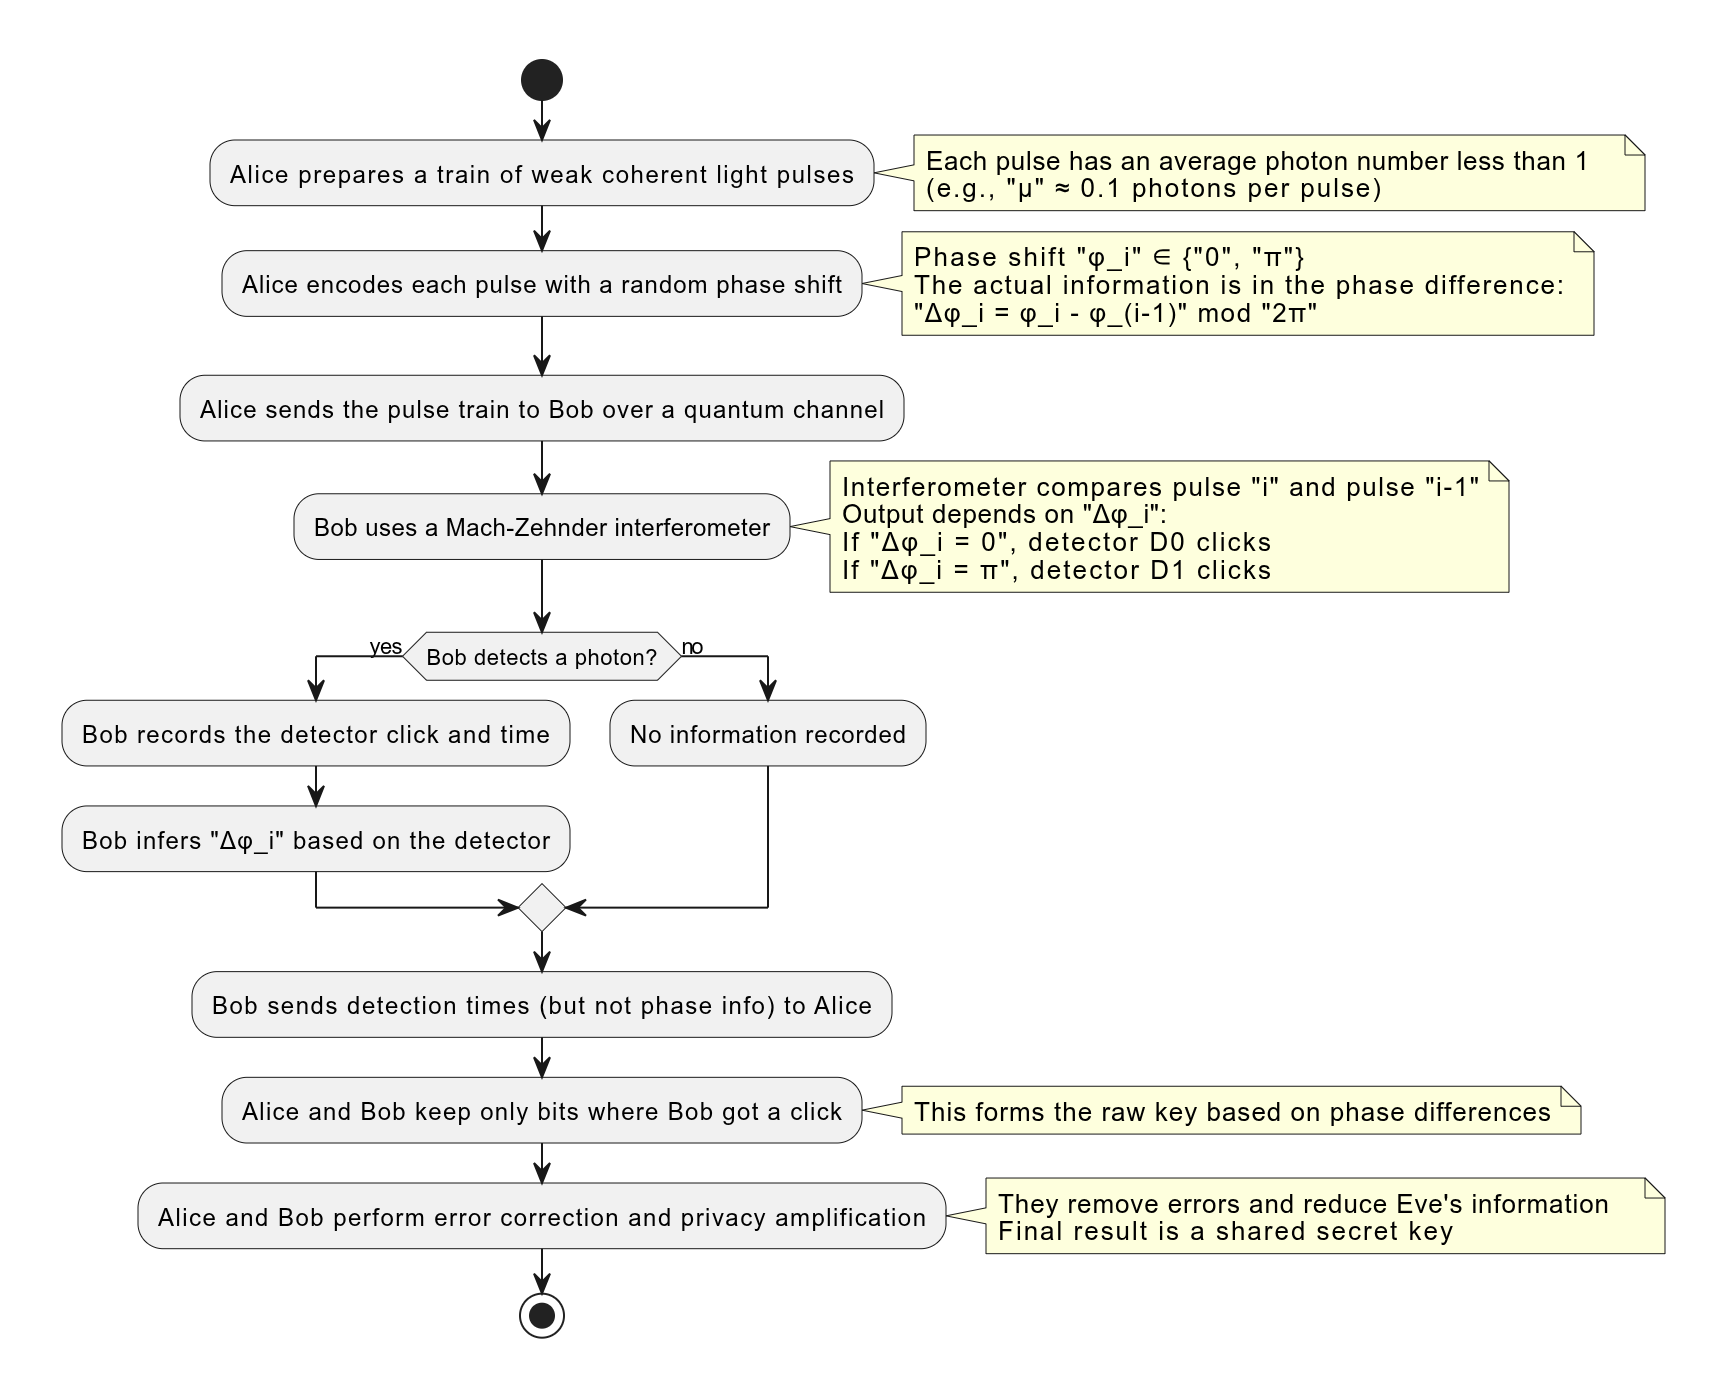 Alice prepares a train of weak coherent light pulses
Each pulse has an average photon number less than 1
(e.g., "μ" ≈ 0.1 photons per pulse)
Alice encodes each pulse with a random phase shift
Phase shift "φ_i" ∈ {"0", "π"}
The actual information is in the phase difference:
"Δφ_i = φ_i - φ_(i-1)" mod "2π"
Alice sends the pulse train to Bob over a quantum channel
Bob uses a Mach-Zehnder interferometer
Interferometer compares pulse "i" and pulse "i-1"
Output depends on "Δφ_i":
If "Δφ_i = 0", detector D0 clicks
If "Δφ_i = π", detector D1 clicks
yes
Bob detects a photon?
no
Bob records the detector click and time
No information recorded
Bob infers "Δφ_i" based on the detector
Bob sends detection times (but not phase info) to Alice
Alice and Bob keep only bits where Bob got a click
This forms the raw key based on phase differences
Alice and Bob perform error correction and privacy amplification
They remove errors and reduce Eve's information
Final result is a shared secret key